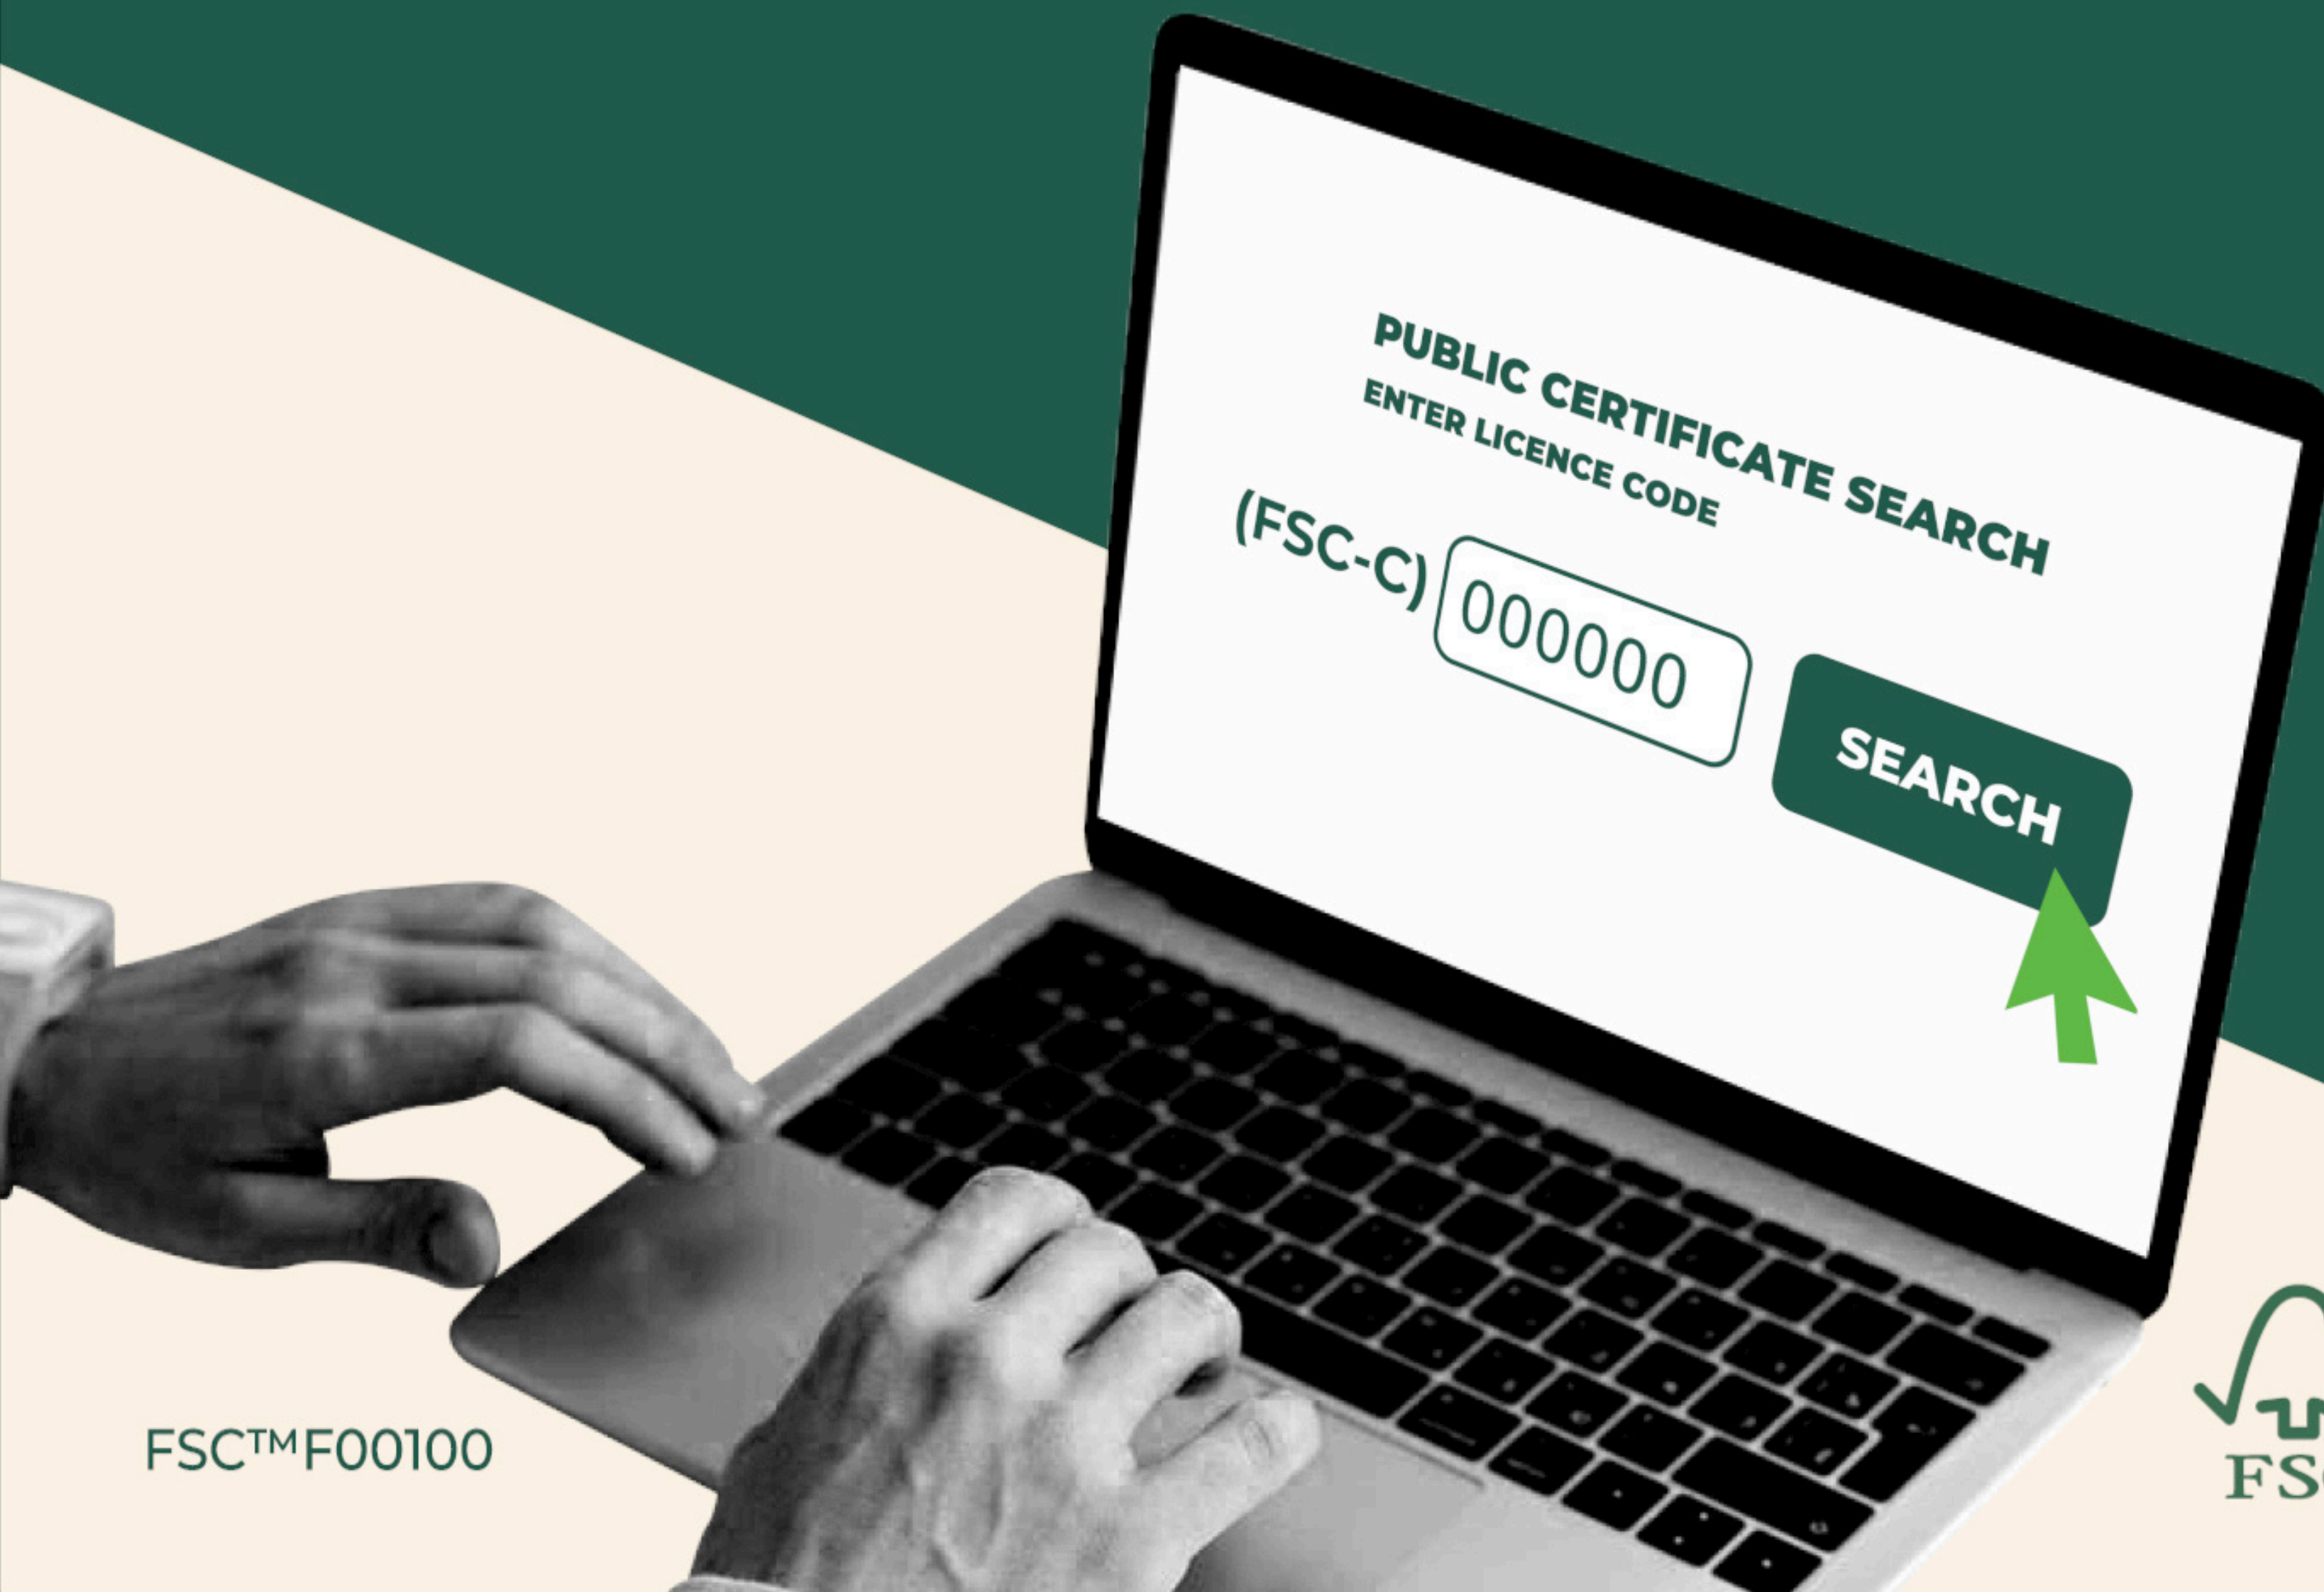 PUBLIC CERTIFICATE SEARCH
ENTER LICENCE CODE
(FSC-C) 000000
SEARCH
FSC™F00100